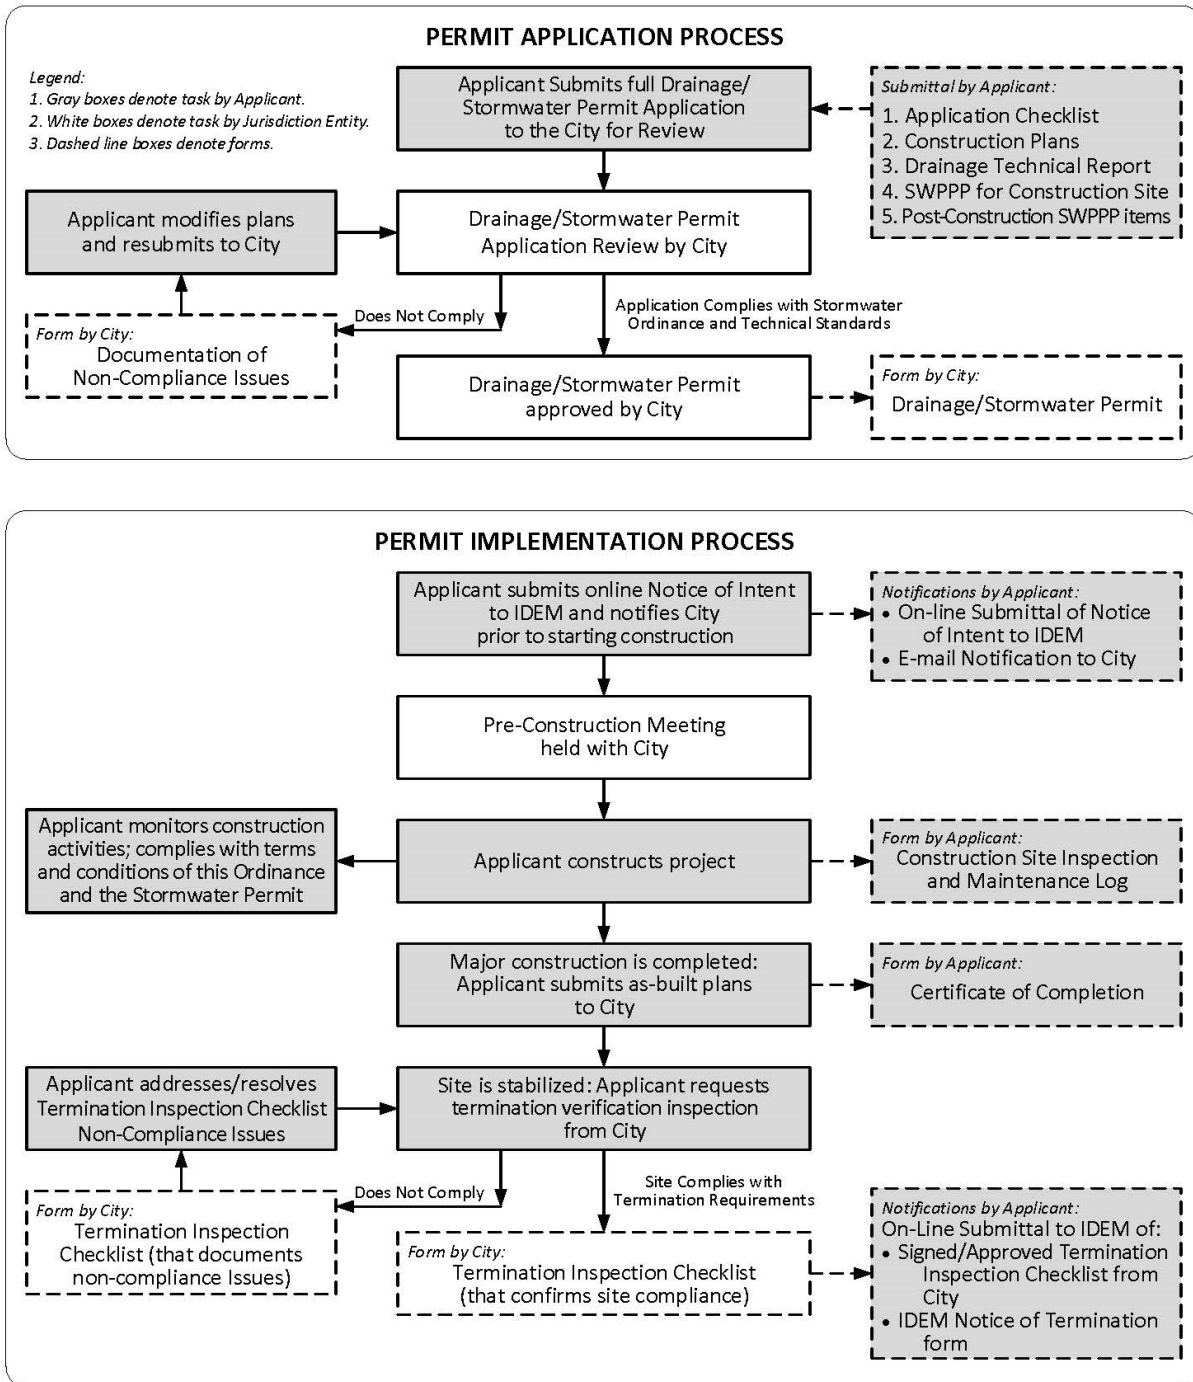 PERMIT APPLICATION PROCESS
Legend:
1. Gray boxes denote task by Applicant.
2. White boxes denote task by Jurisdiction Entity.
3. Dashed line boxes denote forms.
Applicant Submits full Drainage/
Stormwater Permit Application
to the City for Review
Submittal by Applicant:
1. Application Checklist
2. Construction Plans
3. Drainage Technical Report
4. SWPPP for Construction Site
5. Post-Construction SWPPP items
Applicant modifies plans
and resubmits to City
Drainage/Stormwater Permit
Application Review by City
Does Not Comply
Application Complies with Stormwater
Ordinance and Technical Standards
Form by City:
Documentation of
Non-Compliance Issues
Drainage/Stormwater Permit
approved by City
Form by City:
Drainage/Stormwater Permit
PERMIT IMPLEMENTATION PROCESS
Applicant submits online Notice of Intent
to IDEM and notifies City
prior to starting construction
Notifications by Applicant:
• On-line Submittal of Notice
of Intent to IDEM
• E-mail Notification to City
Pre-Construction Meeting
held with City
Applicant monitors construction
activities; complies with terms
and conditions of this Ordinance
and the Stormwater Permit
Applicant constructs project
Form by Applicant:
Construction Site Inspection
and Maintenance Log
Major construction is completed:
Applicant submits as-built plans
to City
Form by Applicant:
Certificate of Completion
Applicant addresses/resolves
Termination Inspection Checklist
Non-Compliance Issues
Site is stabilized: Applicant requests
termination verification inspection
from City
Does Not Comply
Site Complies with
Termination Requirements
Form by City:
Termination Inspection
Checklist (that documents
non-compliance Issues)
Form by City:
Termination Inspection Checklist
(that confirms site compliance)
Notifications by Applicant:
On-Line Submittal to IDEM of:
• Signed/Approved Termination
Inspection Checklist from
City
• IDEM Notice of Termination
form